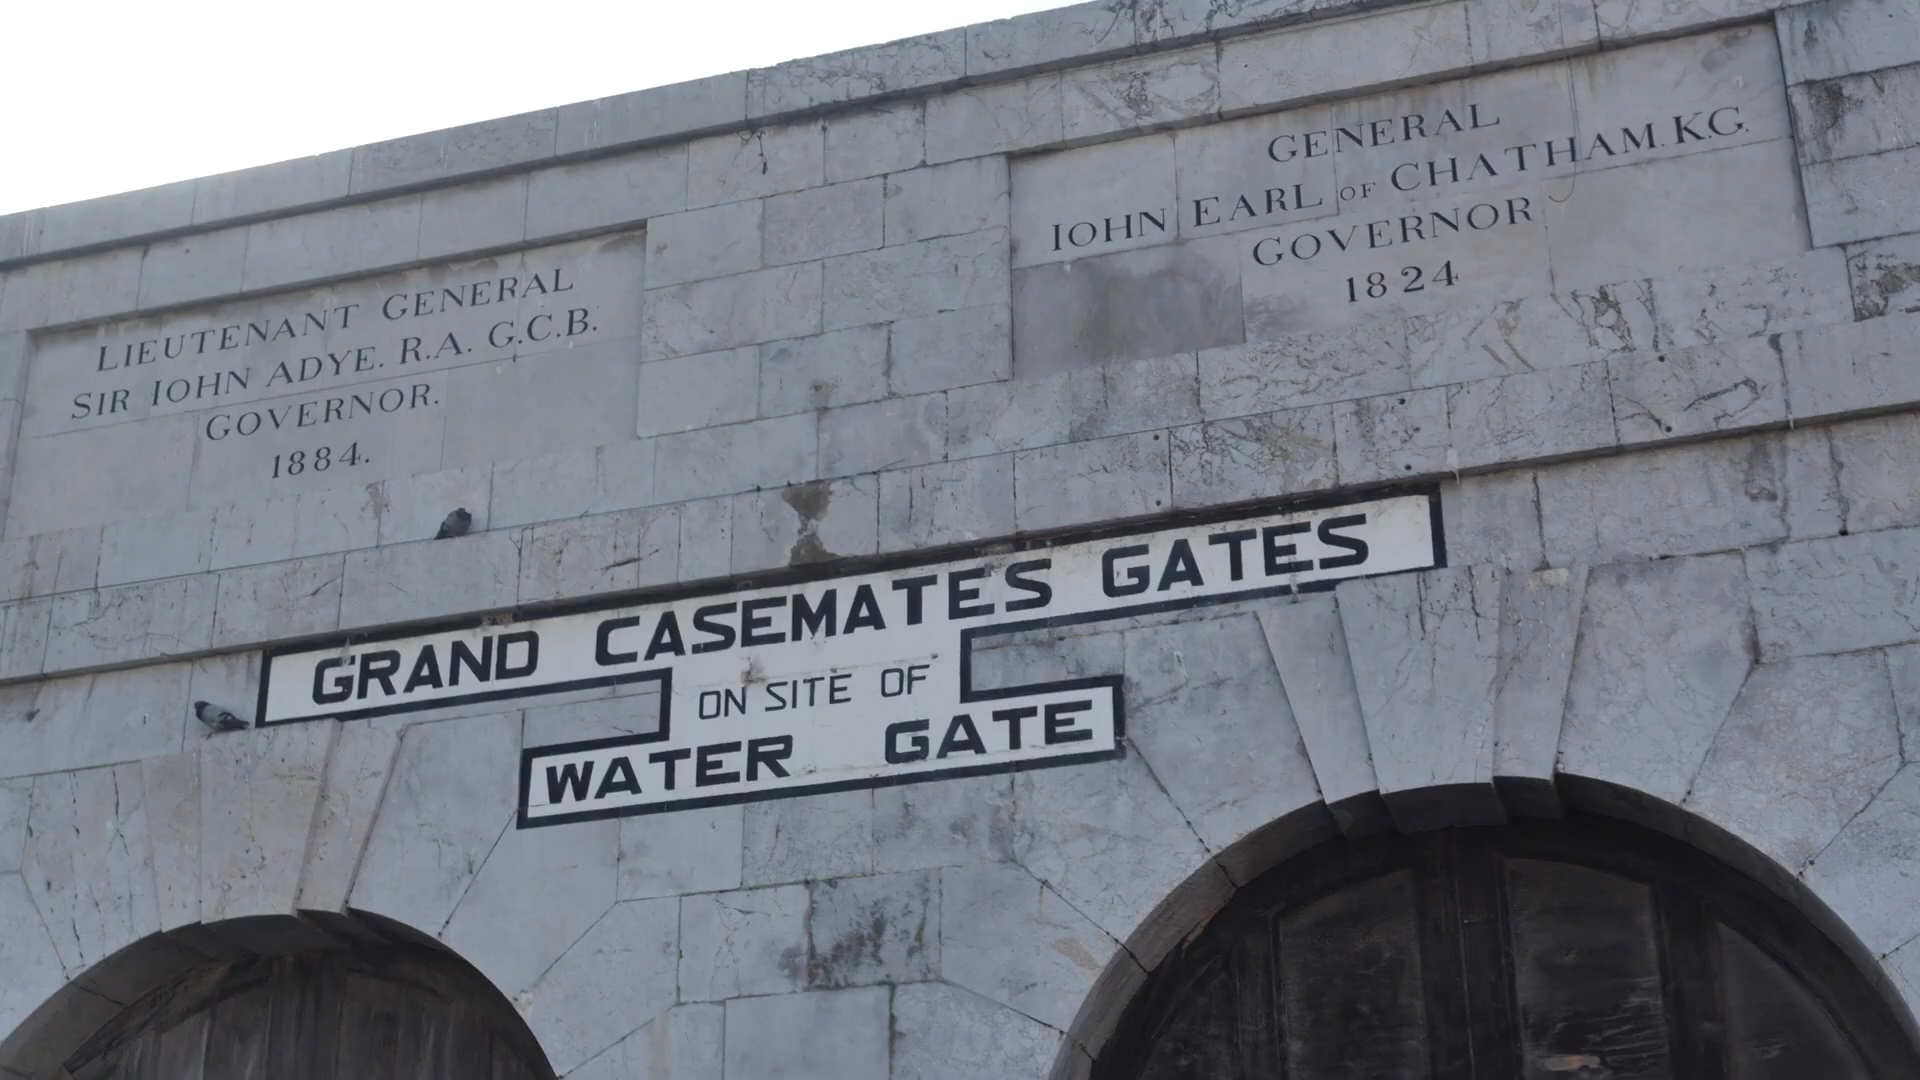 LIEUTENANT GENERAL
SIR IOHN ADYE. R.A. G.C.B.
GOVERNOR.
1884.
GENERAL
IOHN EARL OF CHATHAM. K.G.
GOVERNOR
1824
GRAND CASEMATES GATES
ON SITE OF
WATER GATE